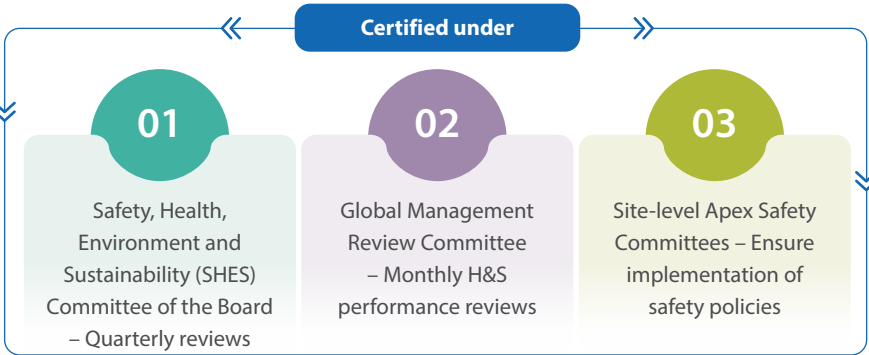 Certified under
01
Safety, Health,
Environment and
Sustainability (SHES)
Committee of the Board
– Quarterly reviews
02
Global Management
Review Committee
– Monthly H&S
performance reviews
03
Site-level Apex Safety
Committees – Ensure
implementation of
safety policies